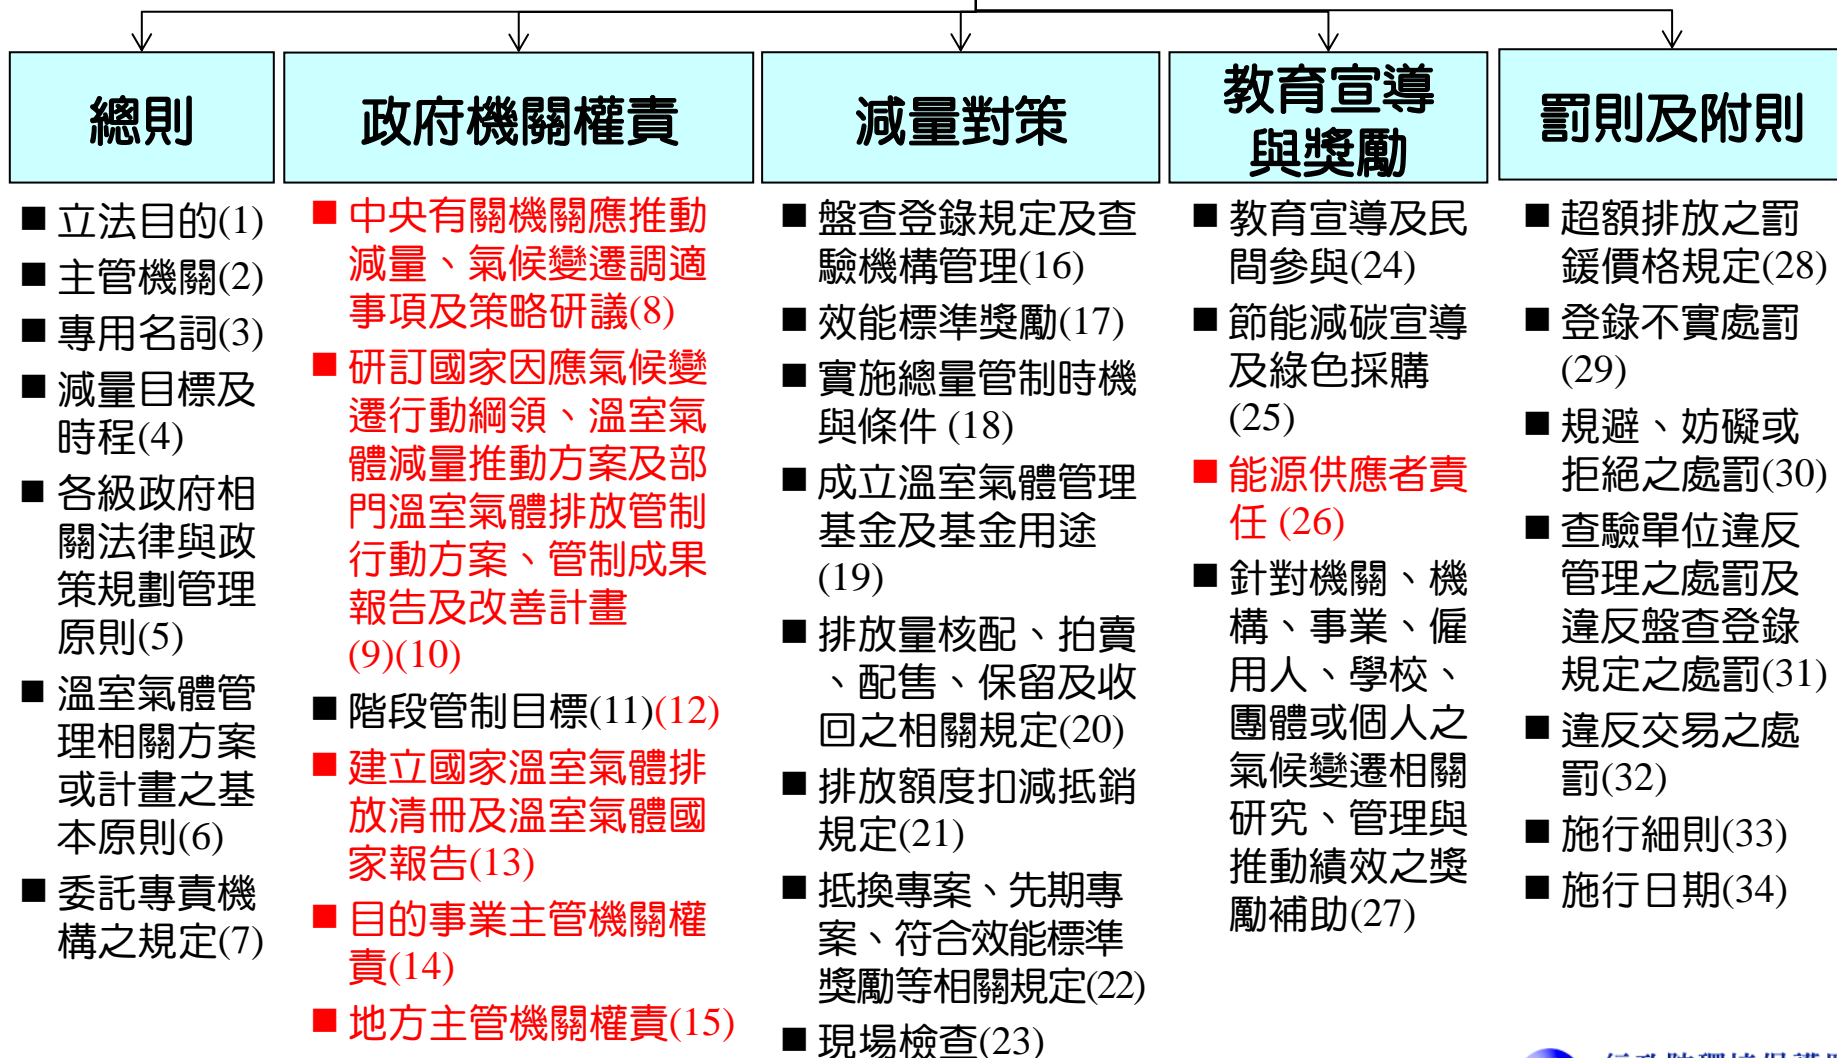 總則
■ 立法目的(1)
■ 主管機關(2)
■ 專用名詞(3)
■ 減量目標及
時程(4)
■ 各級政府相
關法律與政
策規劃管理
原則(5)
■ 溫室氣體管
理相關方案
或計畫之基
本原則(6)
■ 委託專責機
構之規定(7)
政府機關權責
■ 中央有關機關應推動
減量、氣候變遷調適
事項及策略研議(8)
■ 研訂國家因應氣候變
遷行動綱領、溫室氣
體減量推動方案及部
門溫室氣體排放管制
行動方案、管制成果
報告及改善計畫
(9)(10)
■ 階段管制目標(11)(12)
■ 建立國家溫室氣體排
放清冊及溫室氣體國
家報告(13)
■ 目的事業主管機關權
責(14)
■ 地方主管機關權責(15)
減量對策
■ 盤查登錄規定及查
驗機構管理(16)
■ 效能標準獎勵(17)
■ 實施總量管制時機
與條件 (18)
■ 成立溫室氣體管理
基金及基金用途
(19)
■ 排放量核配、拍賣
、配售、保留及收
回之相關規定(20)
■ 排放額度扣減抵銷
規定(21)
■ 抵換專案、先期專
案、符合效能標準
獎勵等相關規定(22)
■ 現場檢查(23)
教育宣導
與獎勵
■ 教育宣導及民
間參與(24)
■ 節能減碳宣導
及綠色採購
(25)
■ 能源供應者責
任 (26)
■ 針對機關、機
構、事業、僱
用人、學校、
團體或個人之
氣候變遷相關
研究、管理與
推動績效之獎
勵補助(27)
罰則及附則
■ 超額排放之罰
鍰價格規定(28)
■ 登錄不實處罰
(29)
■ 規避、妨礙或
拒絕之處罰(30)
■ 查驗單位違反
管理之處罰及
違反盤查登錄
規定之處罰(31)
■ 違反交易之處
罰(32)
■ 施行細則(33)
■ 施行日期(34)